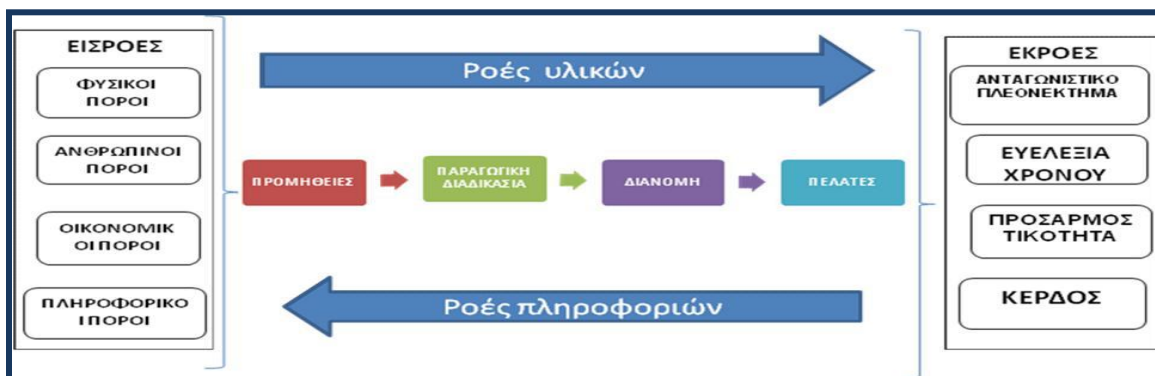 ΕΙΣΡΟΕΣ
ΦΥΣΙΚΟΙ
ΠΟΡΟΙ
ΑΝΘΡΩΠΙΝΟΙ
ΠΟΡΟΙ
ΟΙΚΟΝΟΜΙΚ
ΟΙ ΠΟΡΟΙ
ΠΛΗΡΟΦΟΡΙΚΟ
Ι ΠΟΡΟΙ
Ροές υλικών
ΠΡΟΜΗΘΕΙΕΣ
ΠΑΡΑΓΩΓΙΚΗ
ΔΙΑΔΙΚΑΣΙΑ
ΔΙΑΝΟΜΗ
ΠΕΛΑΤΕΣ
Ροές πληροφοριών
ΕΚΡΟΕΣ
ΑΝΤΑΓΩΝΙΣΤΙΚΟ
ΠΛΕΟΝΕΚΤΗΜΑ
ΕΥΕΛΕΞΙΑ
ΧΡΟΝΟΥ
ΠΡΟΣΑΡΜΟΣ
ΤΙΚΟΤΗΤΑ
ΚΕΡΔΟΣ